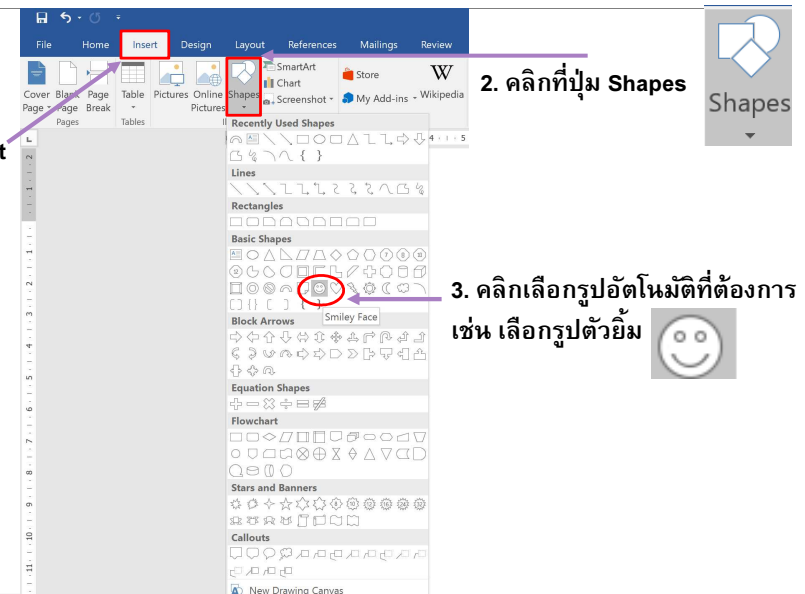 File Home Insert Design Layout References Mailings Review
SmartArt
Chart
Screenshot
Store
My Add-ins
W
Wikipedia
Cover Page
Blank Page
Page Break
Table
Pictures
Online Pictures
Shapes
Pages
Tables
2. คลิกที่ปุ่ม Shapes
Shapes
t
Recently Used Shapes
Lines
Rectangles
Basic Shapes
Smiley Face
3. คลิกเลือกรูปอัตโนมัติที่ต้องการ
เช่น เลือกรูปตัวยิ้ม
Block Arrows
Equation Shapes
Flowchart
Stars and Banners
Callouts
New Drawing Canvas